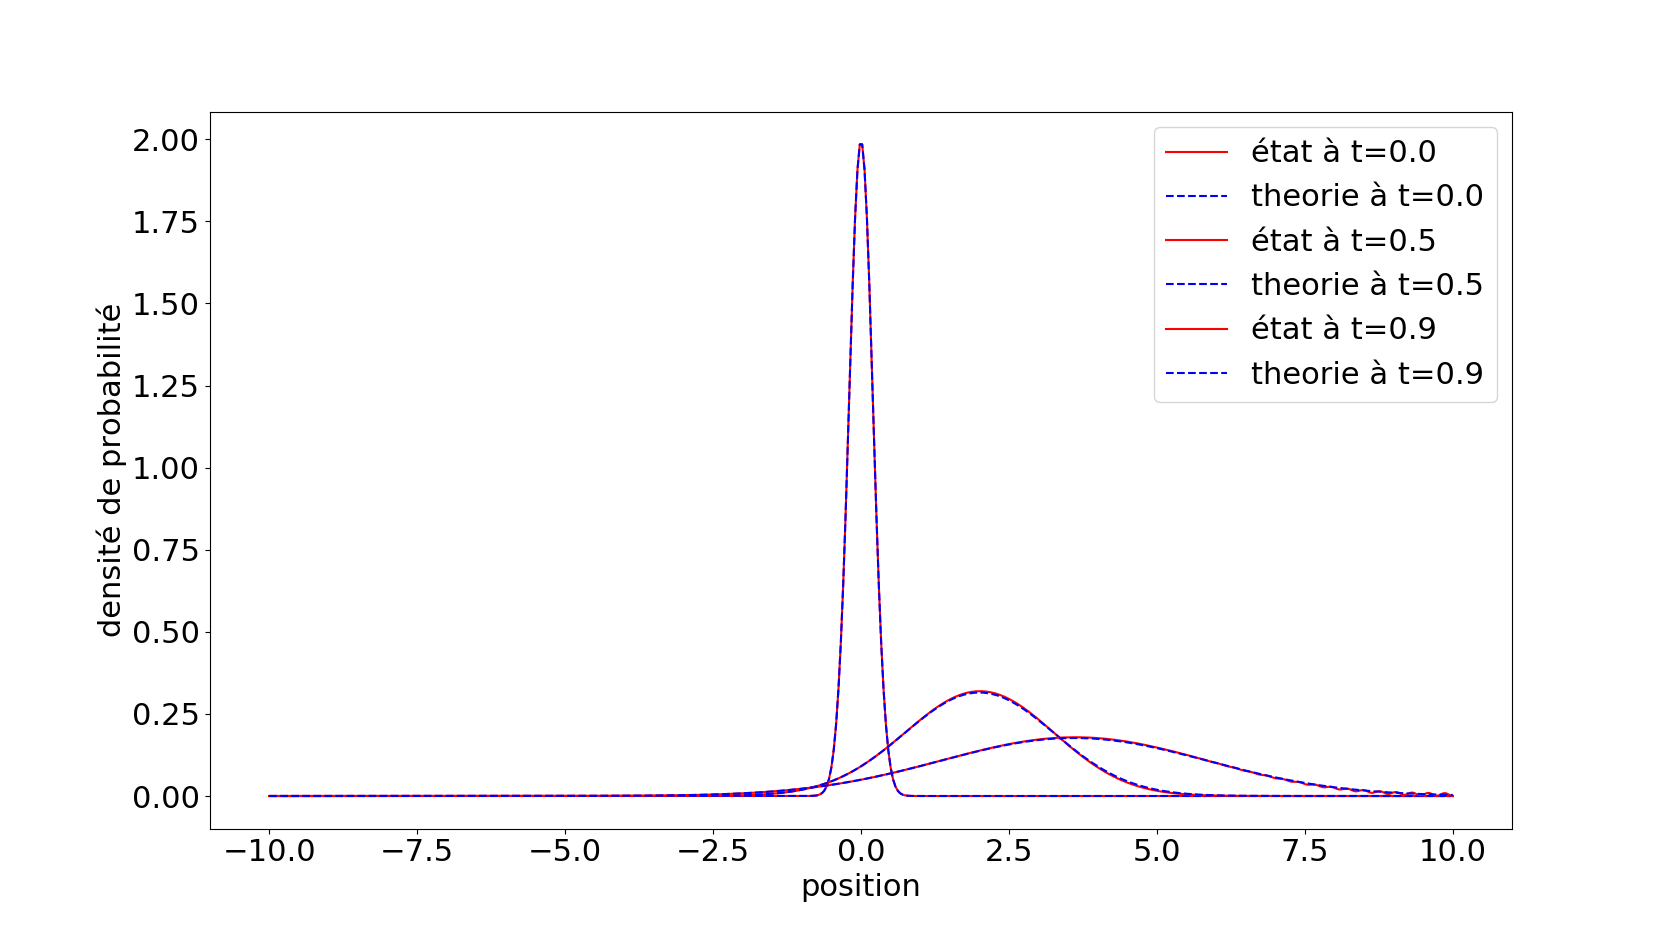 2.00
1.75
1.50
1.25
1.00
0.75
0.50
0.25
0.00
densité de probabilité
état à t=0.0
theorie à t=0.0
état à t=0.5
theorie à t=0.5
état à t=0.9
theorie à t=0.9
−10.0 −7.5 −5.0 −2.5 0.0 2.5 5.0 7.5 10.0
position